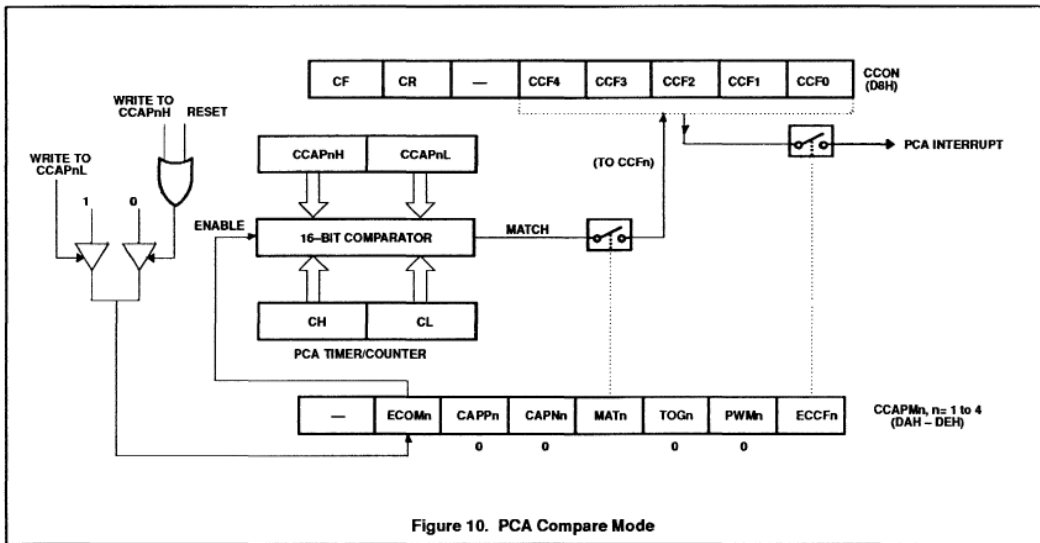 CF CR — CCF4 CCF3 CCF2 CCF1 CCF0
CCON
(D8H)
WRITE TO
CCAPnH RESET
WRITE TO
CCAPnL
1 0
CCAPnH CCAPnL
(TO CCFn)
PCA INTERRUPT
ENABLE
16–BIT COMPARATOR
MATCH
CH CL
PCA TIMER/COUNTER
— ECOMn CAPPn CAPNn MATn TOGn PWMn ECCFn
0 0 0 0
CCAPMn, n= 1 to 4
(DAH – DEH)
Figure 10. PCA Compare Mode